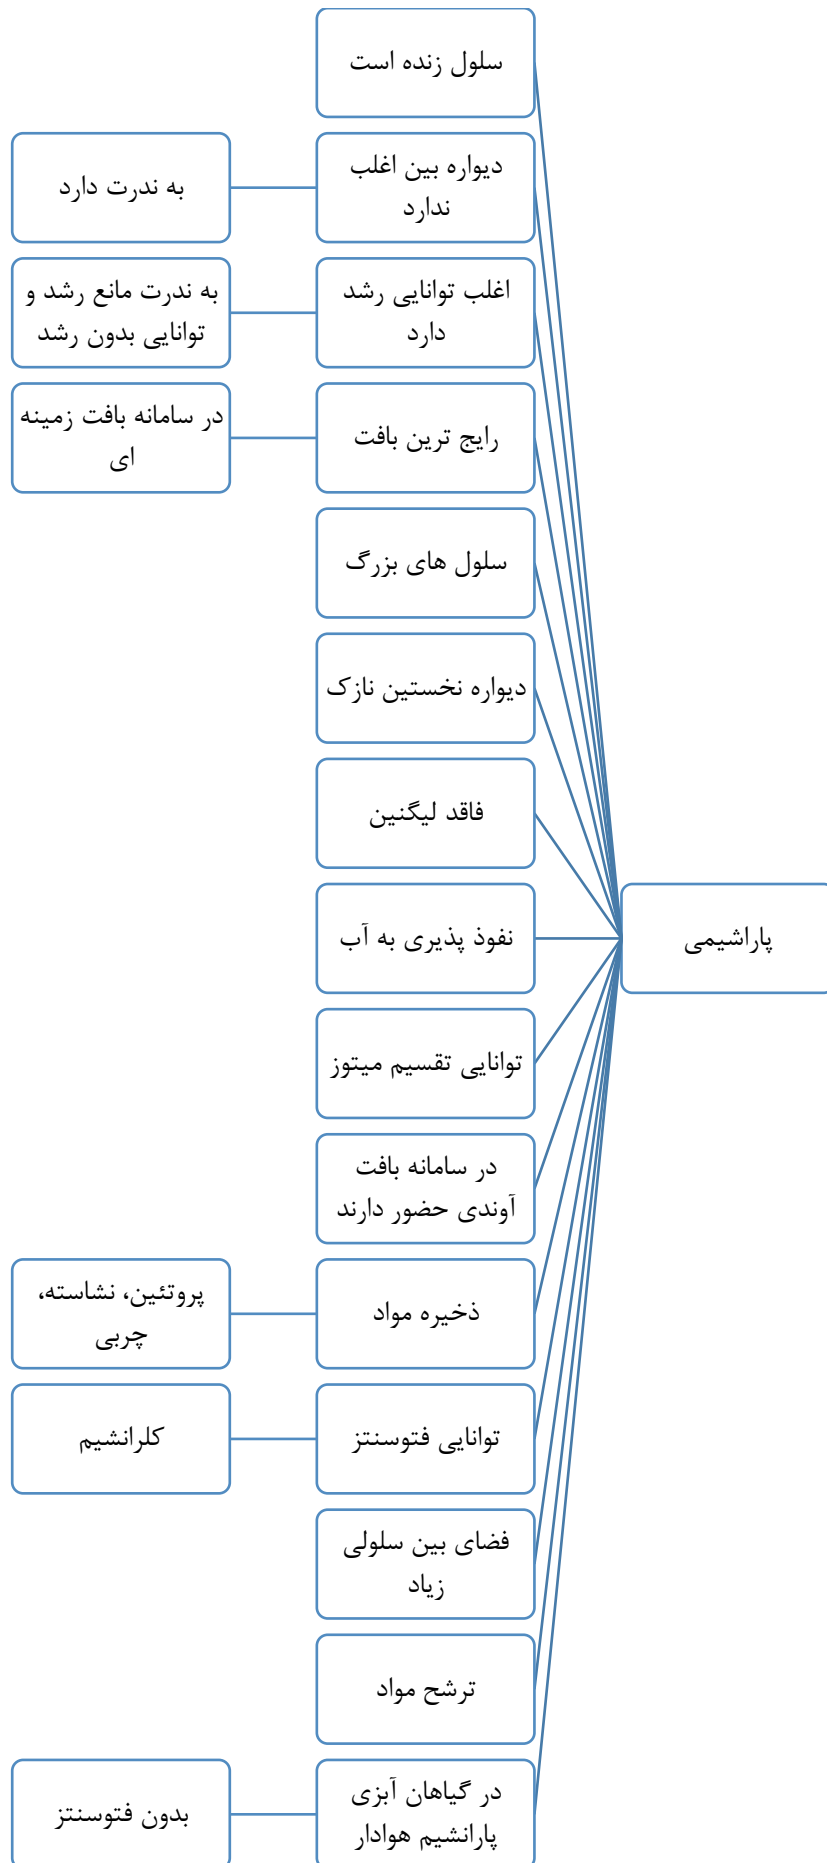 سلول زنده است
دیواره بین اغلب
ندارد
به ندرت دارد
اغلب توانایی رشد
دارد
به ندرت مانع رشد و
توانایی بدون رشد
رایج ترین بافت
در سامانه بافت زمینه
ای
سلول های بزرگ
دیواره نخستین نازک
فاقد لیگنین
پاراشیمی
نفوذ پذیری به آب
توانایی تقسیم میتوز
در سامانه بافت
آوندی حضور دارند
ذخیره مواد
پروتئین، نشاسته،
چربی
توانایی فتوسنتز
کلرانشیم
فضای بین سلولی
زیاد
ترشح مواد
در گیاهان آبزی
پارانشیم هوادار
بدون فتوسنتز